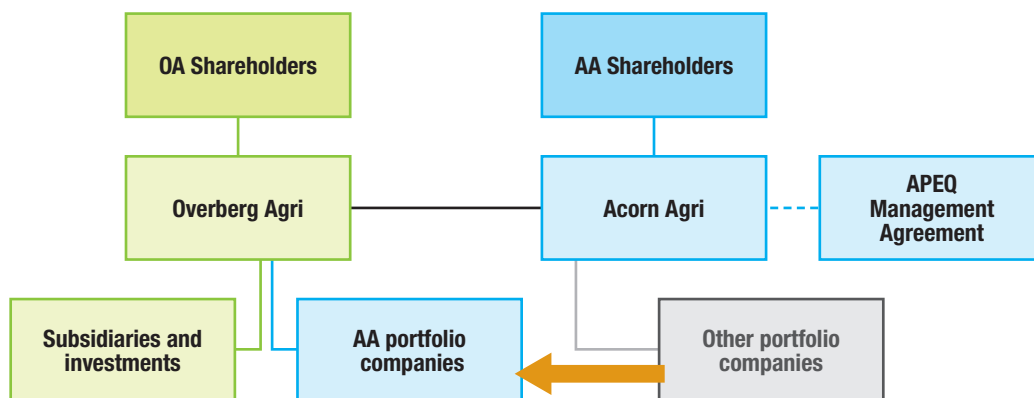 OA Shareholders
AA Shareholders
Overberg Agri
Acorn Agri
APEQ
Management
Agreement
Subsidiaries and
investments
AA portfolio
companies
Other portfolio
companies